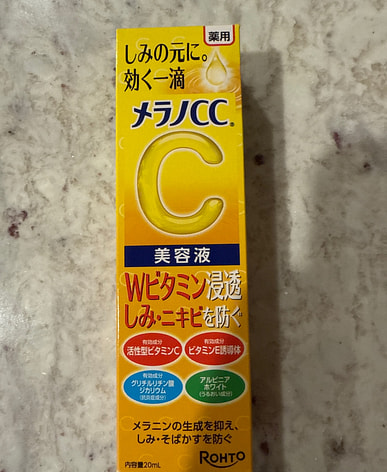 薬用
しみの元に。
効く一滴
メラノCC®
C
美容液
Wビタミン浸透
しみ・ニキビを防ぐ
有効成分
活性型ビタミンC
有効成分
ビタミンE誘導体
有効成分
グリチルリチン酸
ジカリウム
(抗炎症成分)
アルピニア
ホワイト
(うるおい成分)
メラニンの生成を抑え、
しみ・そばかすを防ぐ
内容量20mL
ROHTO